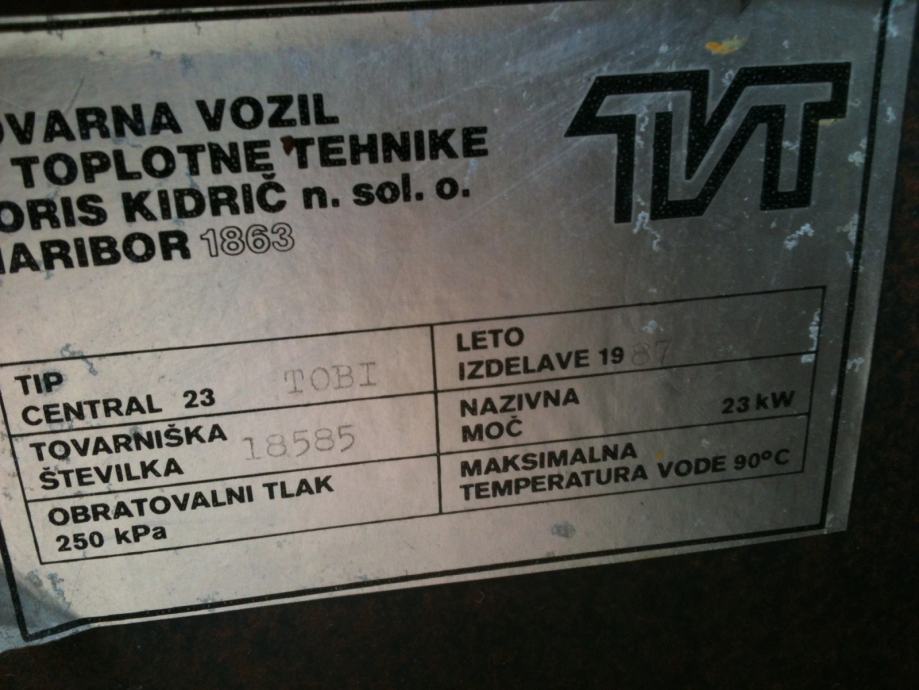 OVARNA VOZIL
TOPLOTNE TEHNIKE
ORIS KIDRIČ n. sol. o.
ARIBOR 1863
TVT
TIP
CENTRAL 23 TOBI
LETO
IZDELAVE 1987
TOVARNIŠKA
ŠTEVILKA 18585
NAZIVNA
MOČ 23 kW
OBRATOVALNI TLAK
250 kPa
MAKSIMALNA
TEMPERATURA VODE 90°C